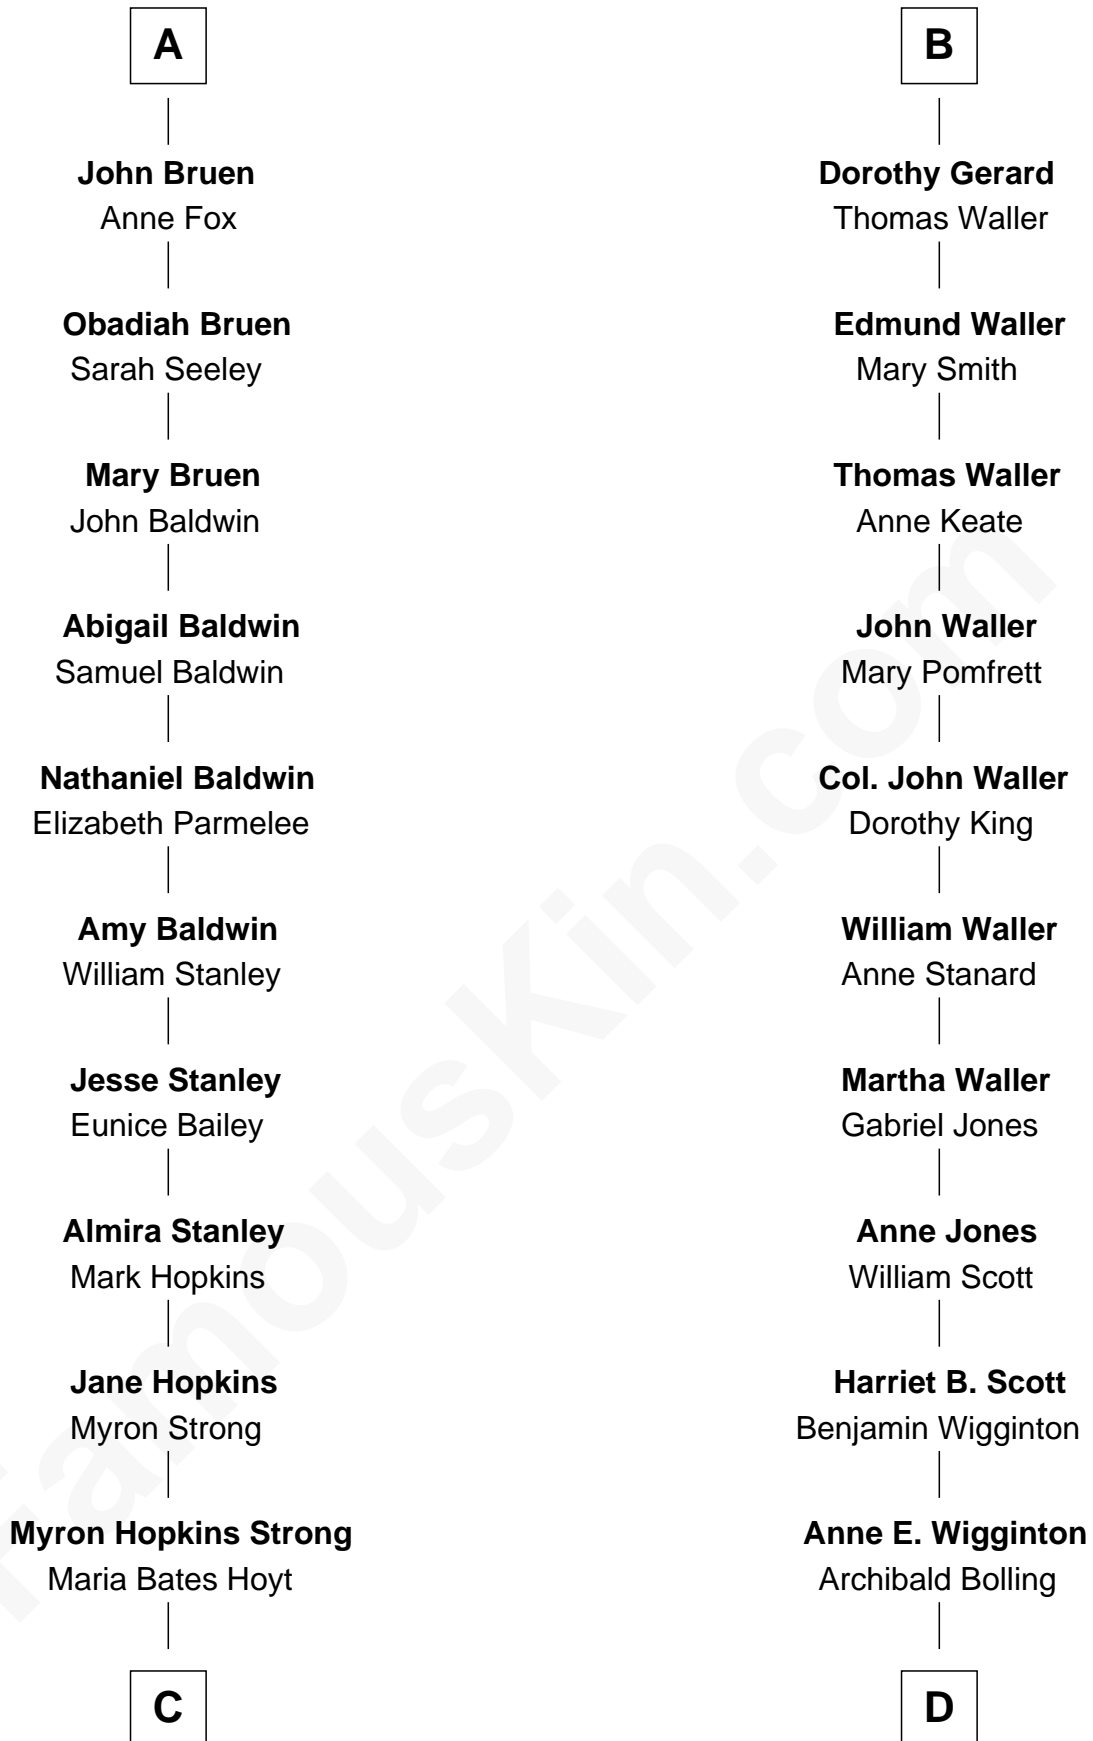 A
John Bruen
Anne Fox
Obadiah Bruen
Sarah Seeley
Mary Bruen
John Baldwin
Abigail Baldwin
Samuel Baldwin
Nathaniel Baldwin
Elizabeth Parmelee
Amy Baldwin
William Stanley
Jesse Stanley
Eunice Bailey
Almira Stanley
Mark Hopkins
Jane Hopkins
Myron Strong
Myron Hopkins Strong
Maria Bates Hoyt
C
B
Dorothy Gerard
Thomas Waller
Edmund Waller
Mary Smith
Thomas Waller
Anne Keate
John Waller
Mary Pomfrett
Col. John Waller
Dorothy King
William Waller
Anne Stanard
Martha Waller
Gabriel Jones
Anne Jones
William Scott
Harriet B. Scott
Benjamin Wigginton
Anne E. Wigginton
Archibald Bolling
D
FamousKin.com